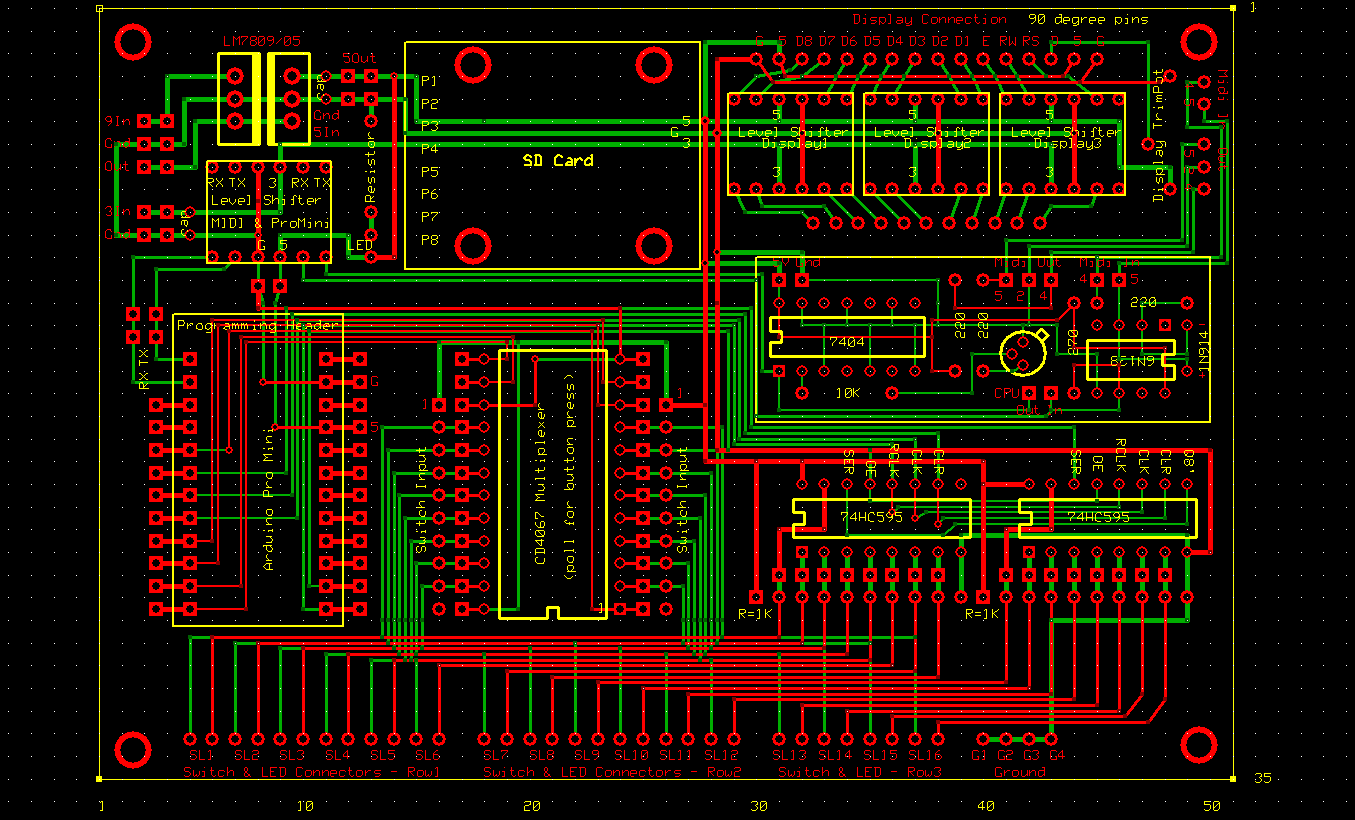 Display Connection 90 degree pins 1
LM7809/05
G 5 D8 D7 D6 D5 D4 D3 D2 D1 E RW RS 5 G
5Out
P1
cap
P2
Gnd
9In
5In
P3
5
5 5 5
G
Level Shifter Level Shifter Level Shifter
Display1 Display2 Display3
Gnd
3
P4
SD Card
Out
P5
3 3 3
RX TX 3 RX TX
Resistor
Display TrimPot
P6
Level Shifter
3In
cap
P7
MIDI & ProMini
Gnd
P8
G 5 LED
5V Gnd Midi Out Midi In
4 5
5 2 4
220
Programming Header
220 220 220
7404
6N138
1N914
RX TX
G
10K
CPU
Out In
1 1
5
Arduino Pro Mini
Switch Input
CD4067 Multiplexer
(poll for button press)
Switch Input
SER OE RCLK CLK CLR
SER OE RCLK CLK CLR
74HC595 74HC595
1
R=1K R=1K
SL1 SL2 SL3 SL4 SL5 SL6 SL7 SL8 SL9 SL10 SL11 SL12 SL13 SL14 SL15 SL16 G1 G2 G3 G4
Switch & LED Connectors - Row1 Switch & LED Connectors - Row2 Switch & LED - Row3 Ground
35
1 10 20 30 40 50